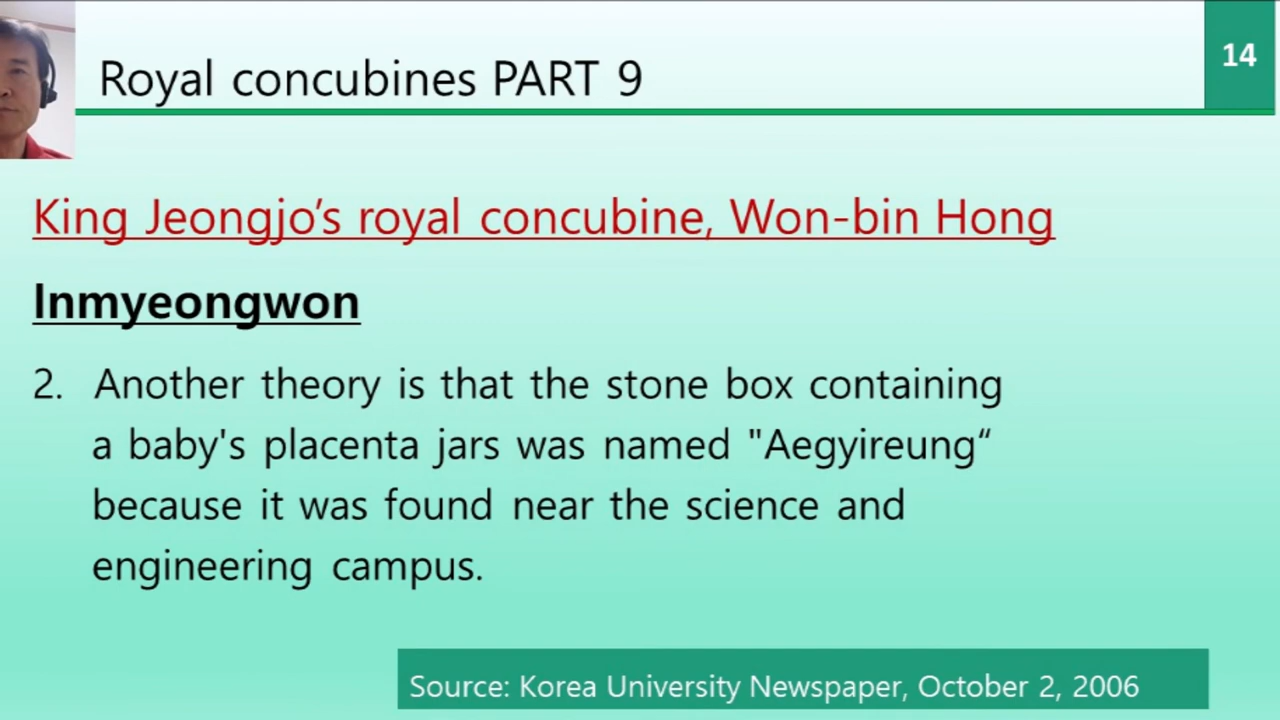 Royal concubines PART 9
14
King Jeongjo’s royal concubine, Won-bin Hong
Inmyeongwon
2. Another theory is that the stone box containing
a baby's placenta jars was named "Aegyireung“
because it was found near the science and
engineering campus.
Source: Korea University Newspaper, October 2, 2006